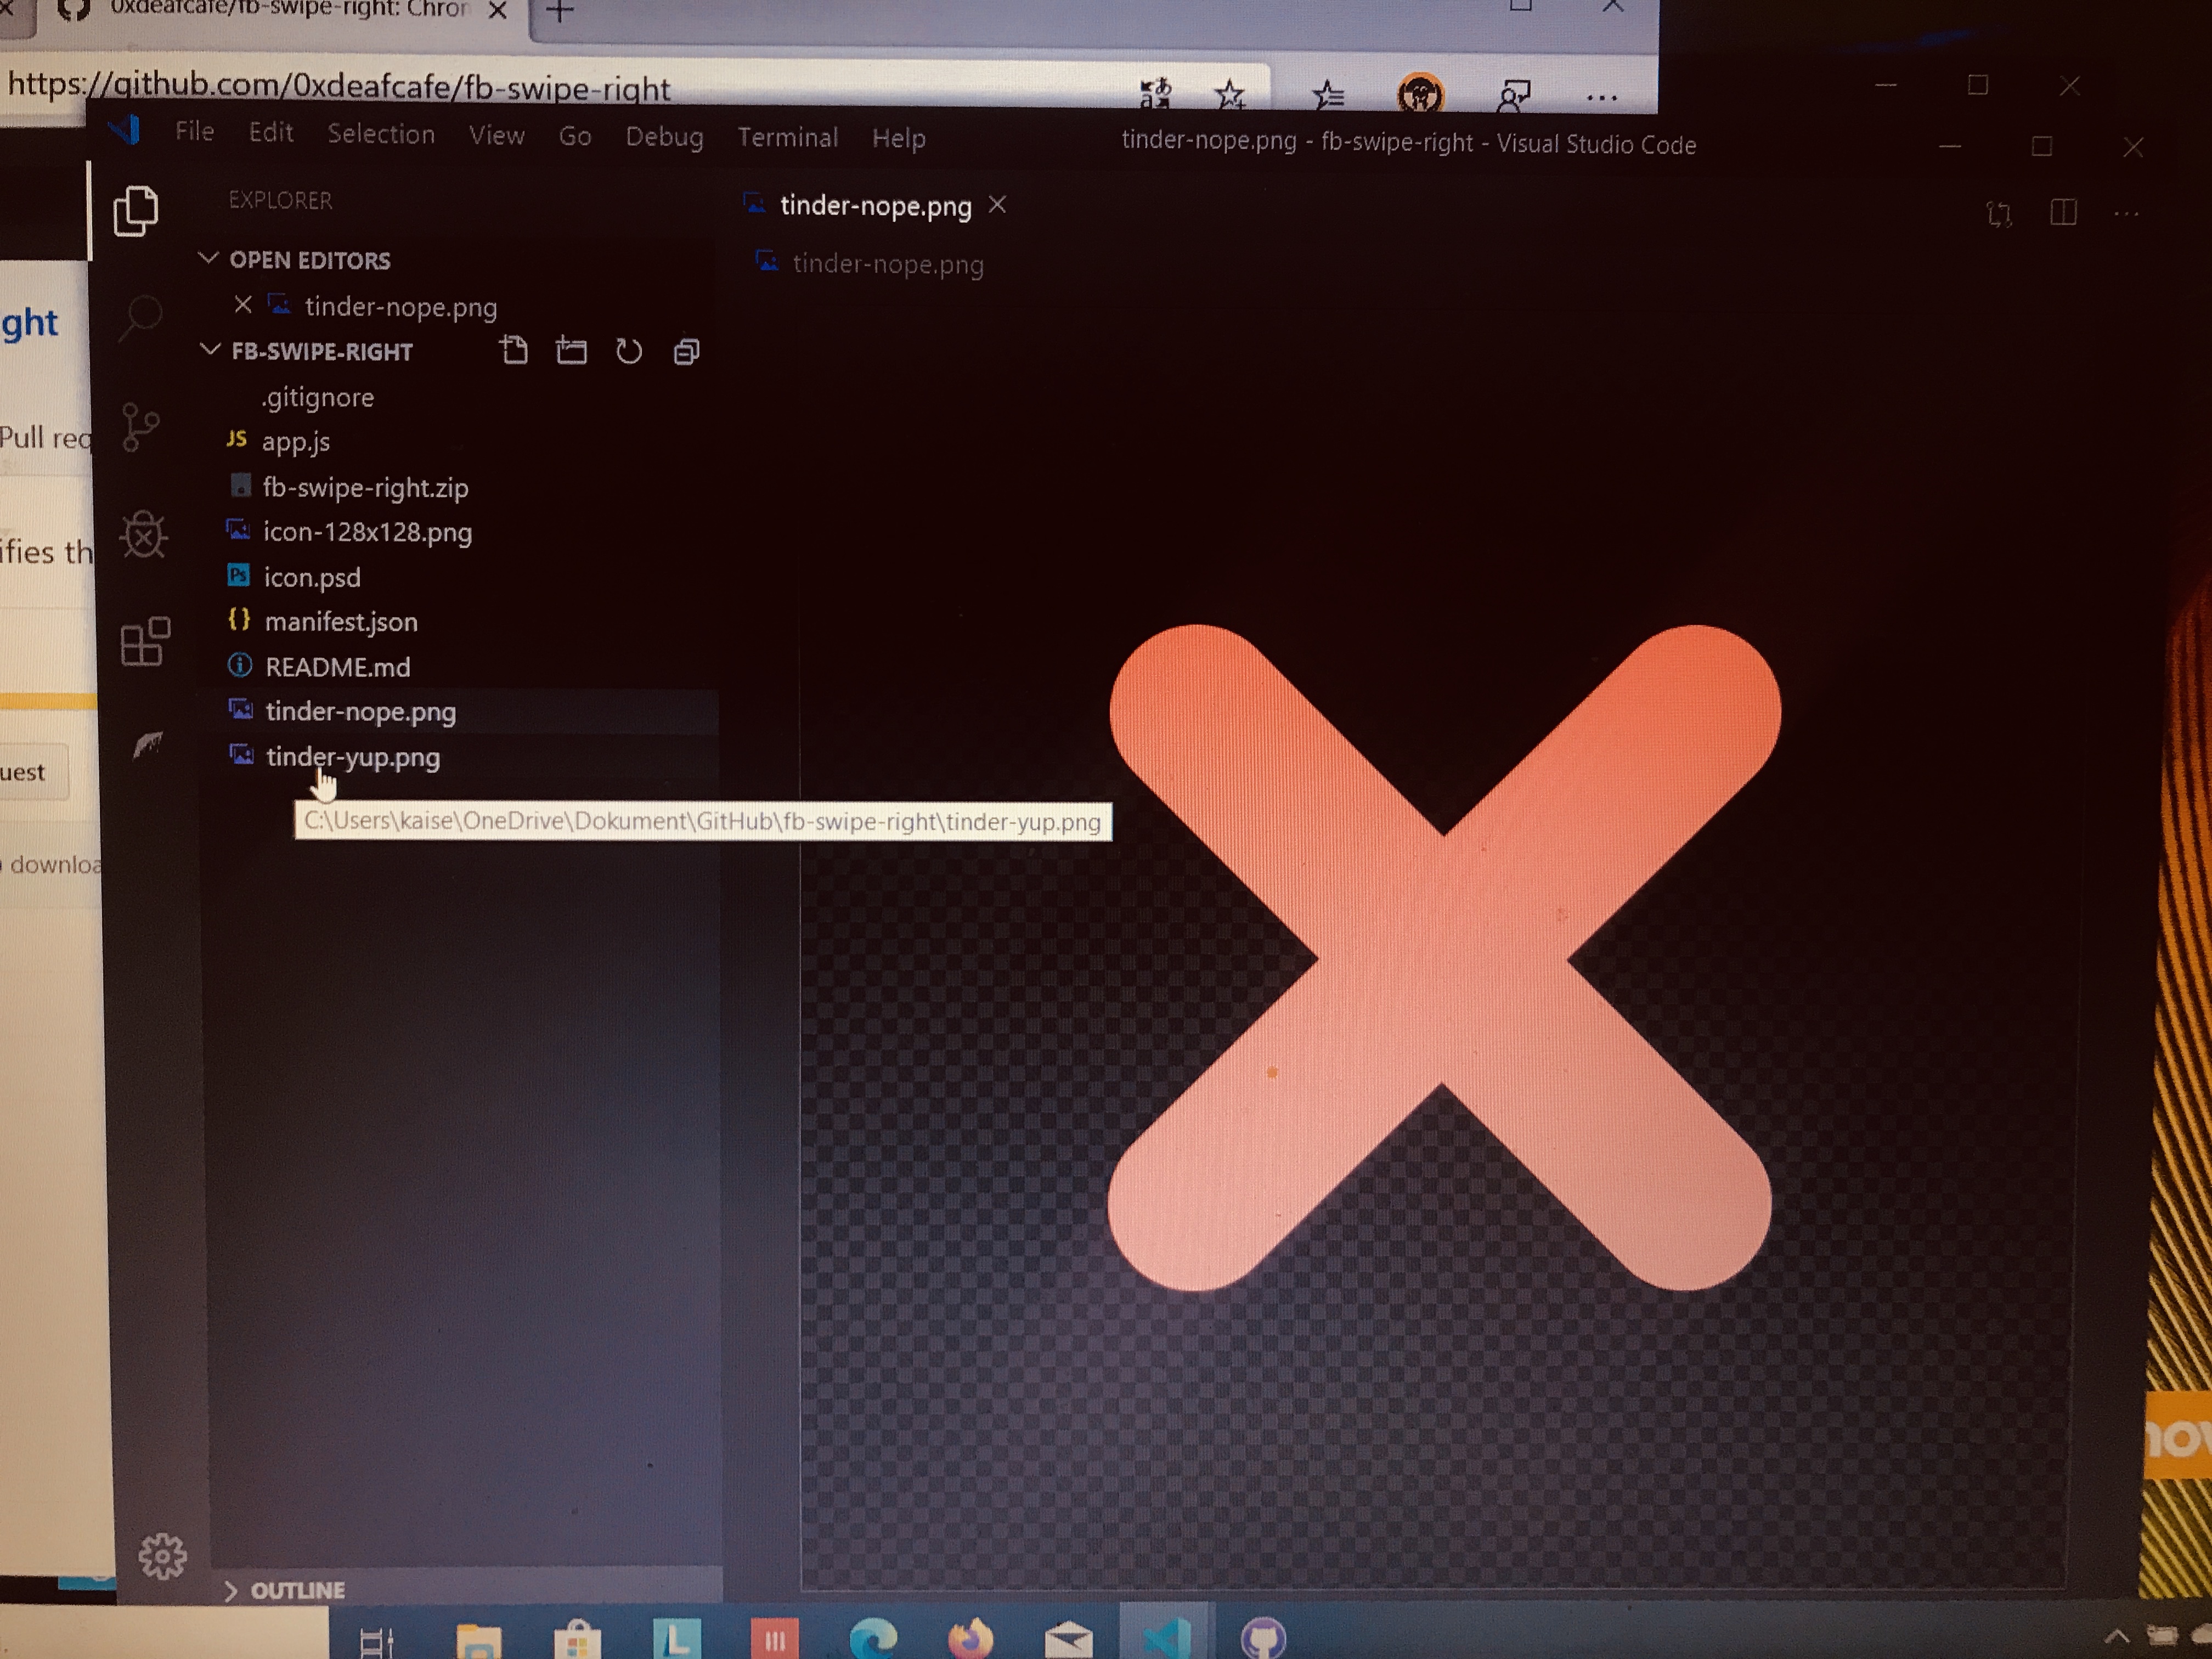 0xdeafcafe/fb-swipe-right: Chron
https://github.com/0xdeafcafe/fb-swipe-right
File Edit Selection View Go Debug Terminal Help
tinder-nope.png - fb-swipe-right - Visual Studio Code
EXPLORER
tinder-nope.png
OPEN EDITORS
tinder-nope.png
tinder-nope.png
ght
FB-SWIPE-RIGHT
.gitignore
Pull req
JS app.js
fb-swipe-right.zip
icon-128x128.png
ifies th
Ps icon.psd
{} manifest.json
README.md
tinder-nope.png
tinder-yup.png
uest
C:\Users\kaise\OneDrive\Dokument\GitHub\fb-swipe-right\tinder-yup.png
downloa
nov
OUTLINE
L